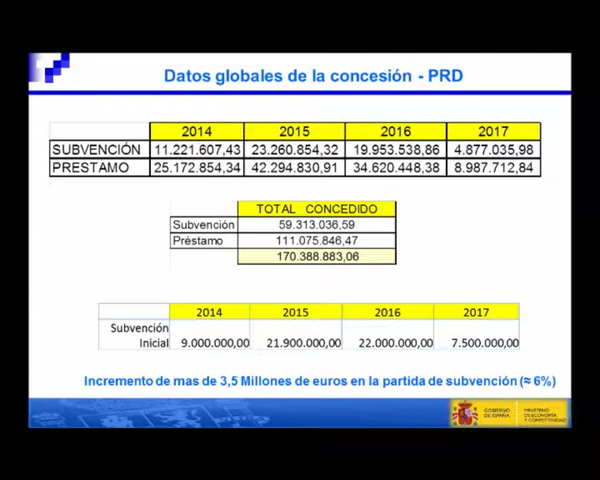 Datos globales de la concesión - PRD
2014 2015 2016 2017
SUBVENCIÓN 11.221.607,43 23.260.854,32 19.953.538,86 4.877.035,98
PRESTAMO 25.172.854,34 42.294.830,91 34.620.448,38 8.987.712,84
TOTAL CONCEDIDO
Subvención 59.313.036,59
Préstamo 111.075.846,47
170.388.883,06
2014 2015 2016 2017
Subvención
Inicial 9.000.000,00 21.900.000,00 22.000.000,00 7.500.000,00
Incremento de mas de 3,5 Millones de euros en la partida de subvención (≈ 6%)
GOBIERNO MINISTERIO
DE ESPAÑA DE ECONOMÍA
Y COMPETITIVIDAD